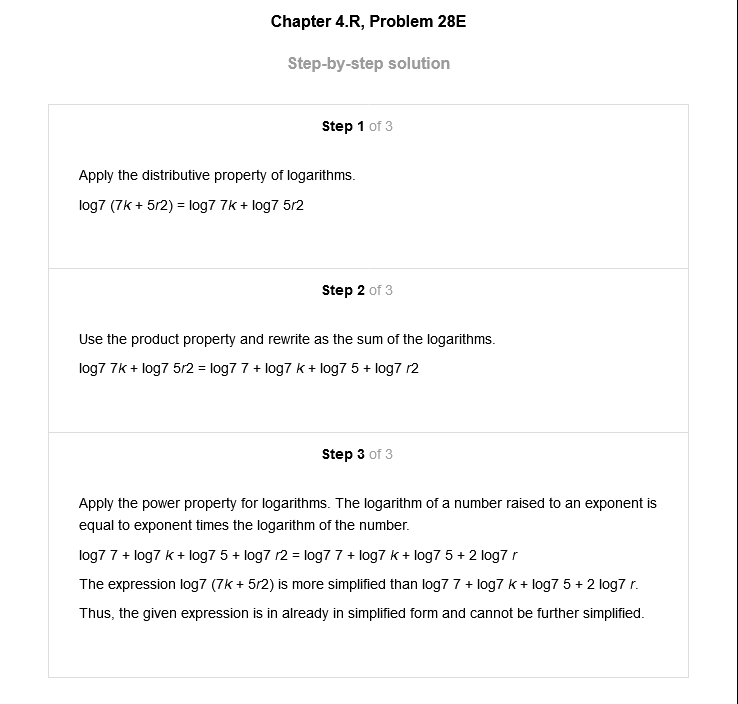 Chapter 4.R, Problem 28E
Step-by-step solution
Step 1 of 3
Apply the distributive property of logarithms.
log7 (7k + 5r2) = log7 7k + log7 5r2
Step 2 of 3
Use the product property and rewrite as the sum of the logarithms.
log7 7k + log7 5r2 = log7 7 + log7 k + log7 5 + log7 r2
Step 3 of 3
Apply the power property for logarithms. The logarithm of a number raised to an exponent is
equal to exponent times the logarithm of the number.
log7 7 + log7 k + log7 5 + log7 r2 = log7 7 + log7 k + log7 5 + 2 log7 r
The expression log7 (7k + 5r2) is more simplified than log7 7 + log7 k + log7 5 + 2 log7 r.
Thus, the given expression is in already in simplified form and cannot be further simplified.